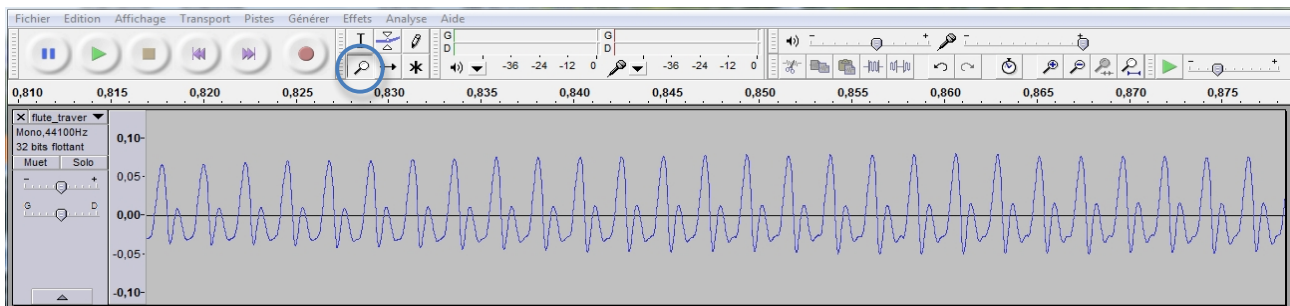 Fichier Edition Affichage Transport Pistes Générer Effets Analyse Aide
G
D
G
D
-36 -24 -12 0
-36 -24 -12 0
0,810 0,815 0,820 0,825 0,830 0,835 0,840 0,845 0,850 0,855 0,860 0,865 0,870 0,875
flute_traver
Mono,44100Hz
32 bits flottant
Muet Solo
- +
G D
0,10
0,05
0,00
-0,05
-0,10